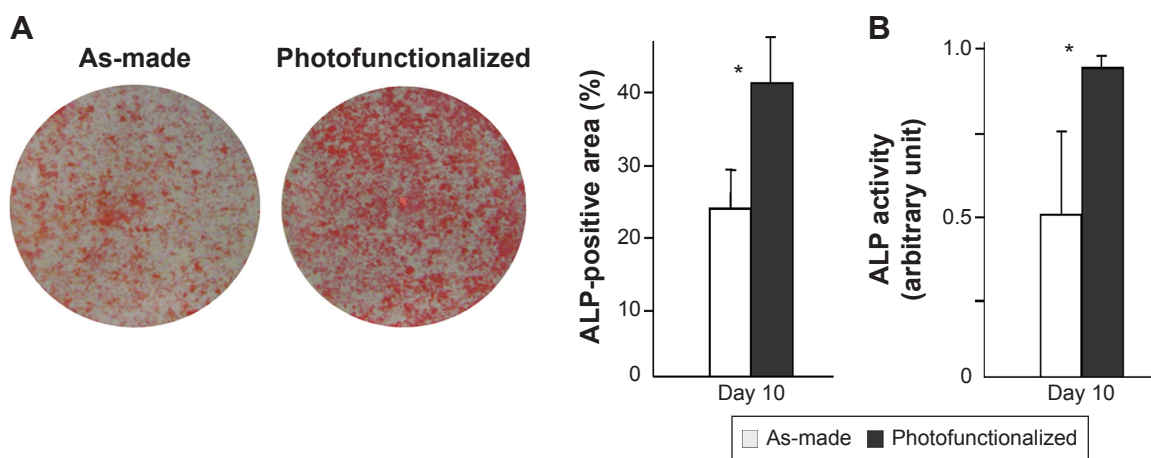 A
As-made
Photofunctionalized
ALP-positive area (%)
40
30
20
10
0
*
Day 10
B
ALP activity
(arbitrary unit)
1.0
0.5
0
*
Day 10
As-made
Photofunctionalized